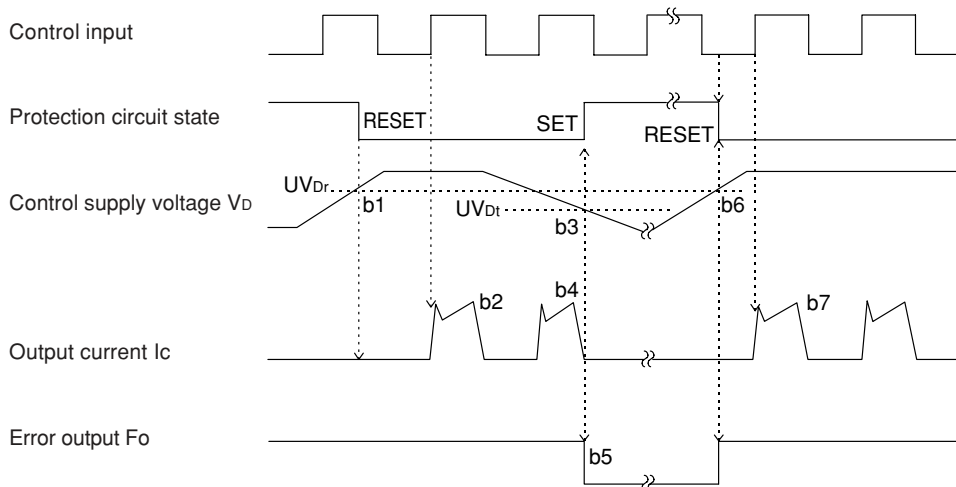 Control input
Protection circuit state
RESET
SET
RESET
Control supply voltage VD
UVDr
b1
UVDt
b3
b6
Output current Ic
b2
b4
b7
Error output Fo
b5